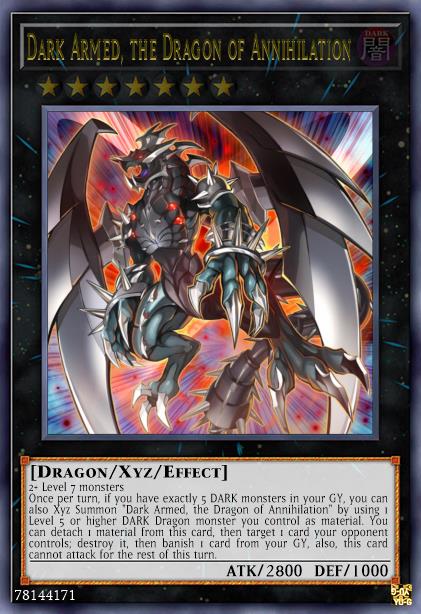 DARK ARMED, THE DRAGON OF ANNIHILATION
DARK
闇
[DRAGON/XYZ/EFFECT]
2+ Level 7 monsters
Once per turn, if you have exactly 5 DARK monsters in your GY, you can
also Xyz Summon "Dark Armed, the Dragon of Annihilation" by using 1
Level 5 or higher DARK Dragon monster you control as material. You
can detach 1 material from this card, then target 1 card your opponent
controls; destroy it, then banish 1 card from your GY, also, this card
cannot attack for the rest of this turn.
ATK/2800 DEF/1000
78144171